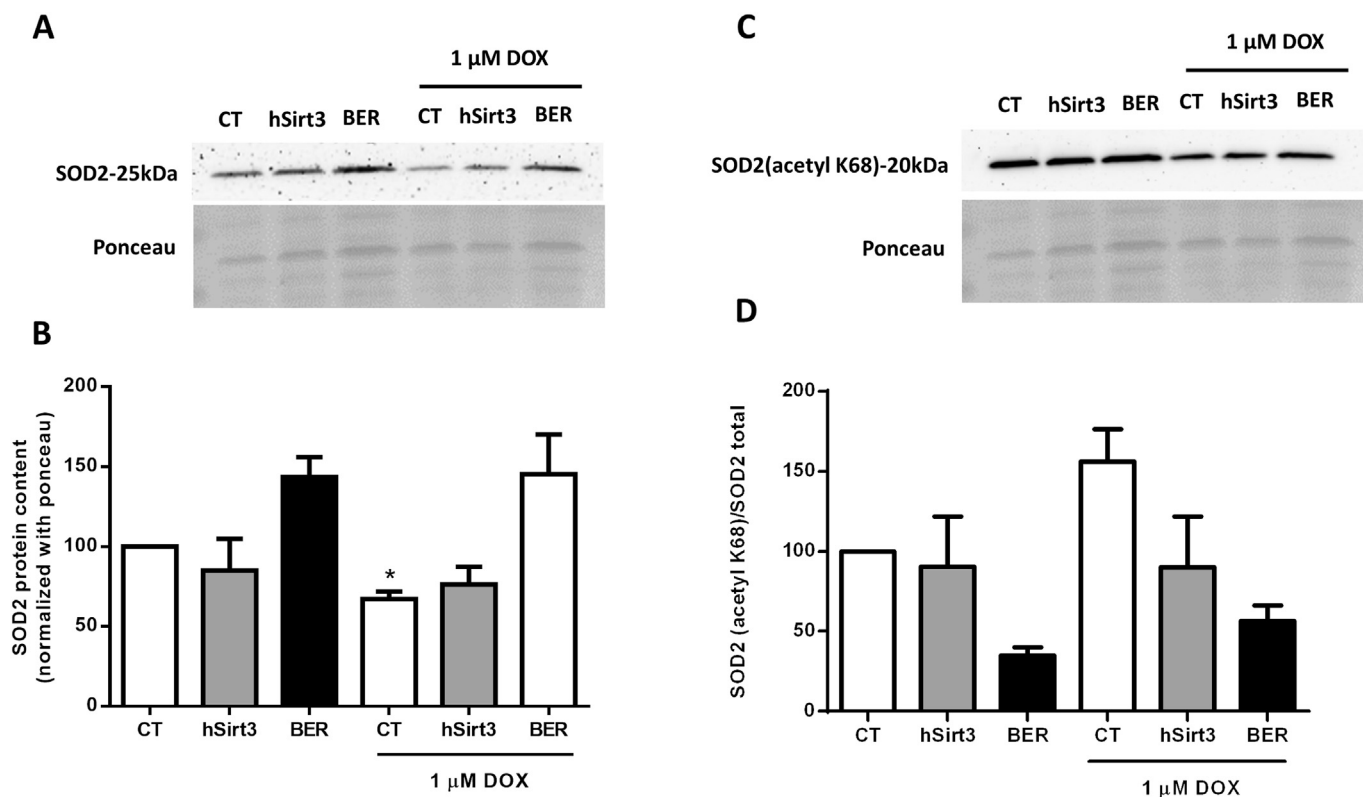 A
1 μM DOX
CT hSirt3 BER CT hSirt3 BER
SOD2-25kDa
Ponceau
B
SOD2 protein content
(normalized with ponceau)
200
150
100
50
0
*
CT hSirt3 BER CT hSirt3 BER
1 μM DOX
C
1 μM DOX
CT hSirt3 BER CT hSirt3 BER
SOD2(acetyl K68)-20kDa
Ponceau
D
SOD2 (acetyl K68)/SOD2 total
200
150
100
50
0
CT hSirt3 BER CT hSirt3 BER
1 μM DOX